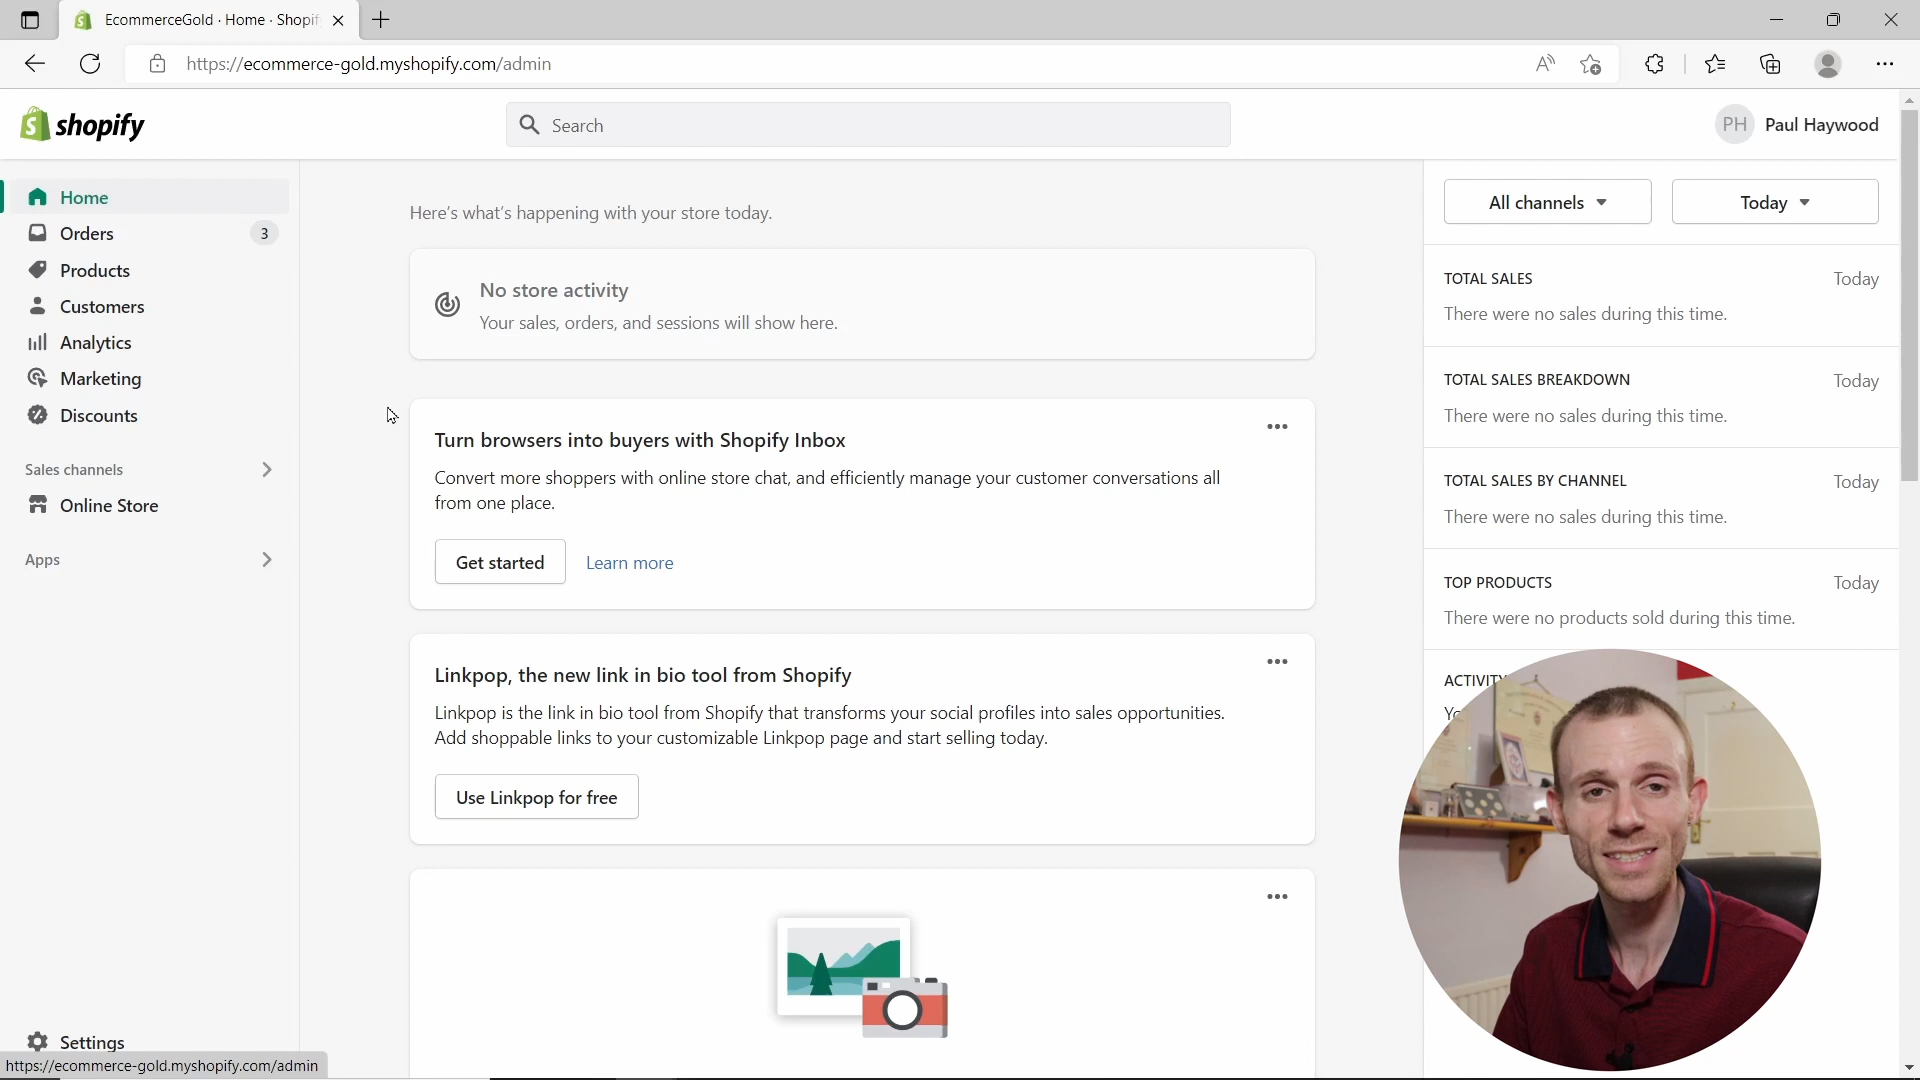 EcommerceGold · Home · Shopif
https://ecommerce-gold.myshopify.com/admin
shopify
Search
PH Paul Haywood
Home
Orders 3
Products
Customers
Analytics
Marketing
Discounts
Sales channels
Online Store
Apps
Settings
https://ecommerce-gold.myshopify.com/admin
Here's what's happening with your store today.
No store activity
Your sales, orders, and sessions will show here.
Turn browsers into buyers with Shopify Inbox
Convert more shoppers with online store chat, and efficiently manage your customer conversations all
from one place.
Get started Learn more
Linkpop, the new link in bio tool from Shopify
Linkpop is the link in bio tool from Shopify that transforms your social profiles into sales opportunities.
Add shoppable links to your customizable Linkpop page and start selling today.
Use Linkpop for free
All channels Today
TOTAL SALES Today
There were no sales during this time.
TOTAL SALES BREAKDOWN Today
There were no sales during this time.
TOTAL SALES BY CHANNEL Today
There were no sales during this time.
TOP PRODUCTS Today
There were no products sold during this time.
ACTIVITY